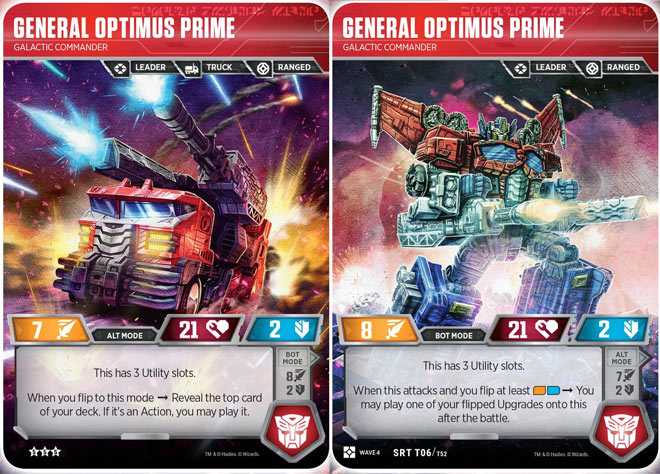 GENERAL OPTIMUS PRIME
GALACTIC COMMANDER
LEADER TRUCK RANGED
7 ALT MODE 21 2
This has 3 Utility slots.
When you flip to this mode → Reveal the top card
of your deck. If it's an Action, you may play it.
BOT
MODE
8
2
TM & © Hasbro. © Wizards.
GENERAL OPTIMUS PRIME
GALACTIC COMMANDER
LEADER RANGED
8 BOT MODE 21 2
This has 3 Utility slots.
When this attacks and you flip at least → You
may play one of your flipped Upgrades onto this
after the battle.
ALT
MODE
7
2
WAVE 4 SRT T06/T52
TM & © Hasbro. © Wizards.